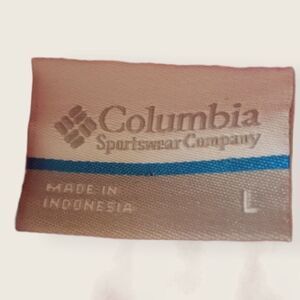 Columbia
Sportswear Company
MADE IN
INDONESIA
L